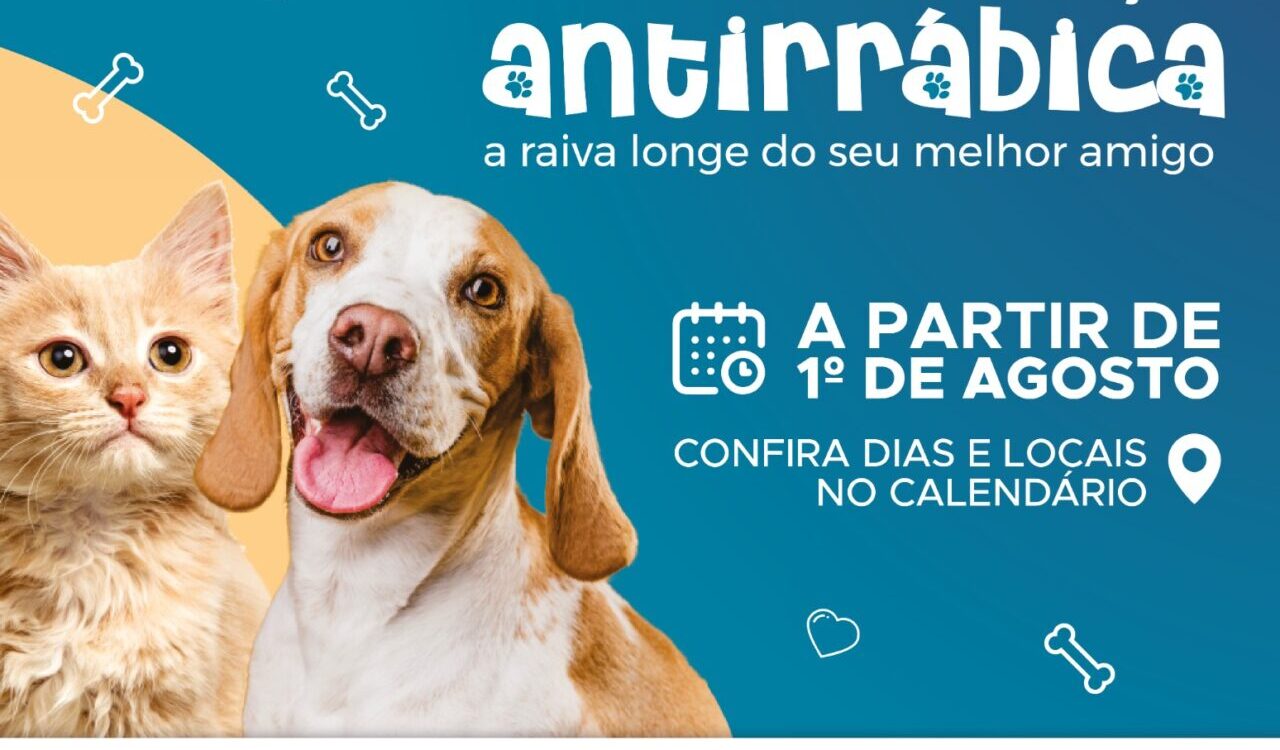 antirrábica
a raiva longe do seu melhor amigo
A PARTIR DE
1º DE AGOSTO
CONFIRA DIAS E LOCAIS
NO CALENDÁRIO